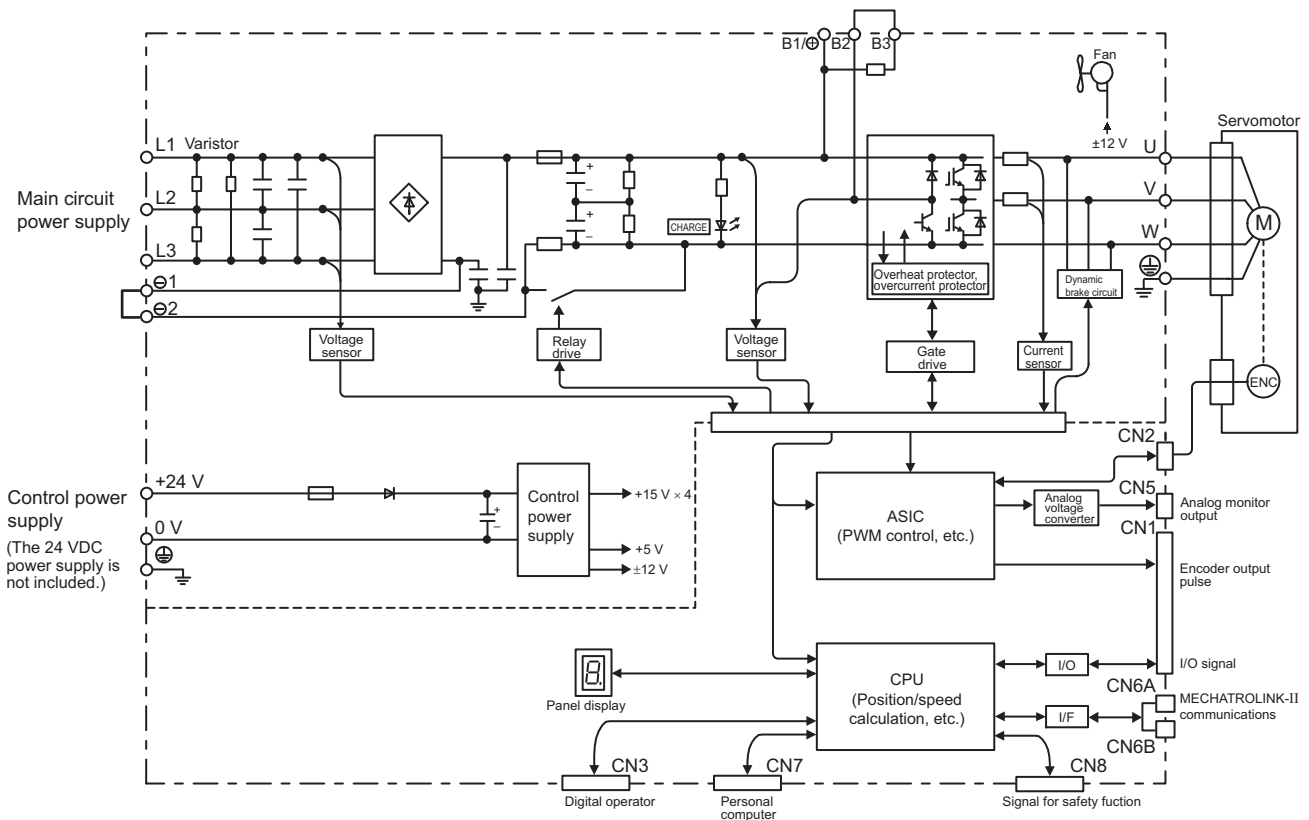 B1/⊕ B2 B3
Fan
±12 V
Servomotor
L1 Varistor
U
Main circuit
power supply
L2
V
CHARGE
W
M
L3
Overheat protector,
overcurrent protector
⊖1
⊖2
Dynamic
brake circuit
Voltage
sensor
Relay
drive
Voltage
sensor
Gate
drive
Current
sensor
ENC
+
–
+
–
CN2
Control power
supply
(The 24 VDC
power supply is
not included.)
+24 V
0 V
+
–
Control
power
supply
+15 V × 4
+5 V
±12 V
ASIC
(PWM control, etc.)
Analog
voltage
converter
CN5
Analog monitor
output
CN1
Encoder output
pulse
8.
Panel display
CPU
(Position/speed
calculation, etc.)
I/O
I/O signal
CN6A
I/F
MECHATROLINK-II
communications
CN6B
CN3
Digital operator
CN7
Personal
computer
CN8
Signal for safety fuction